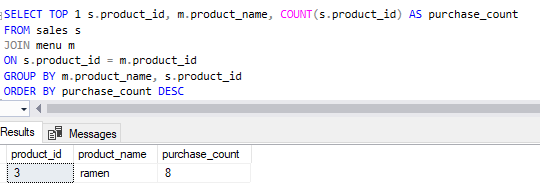 SELECT TOP 1 s.product_id, m.product_name, COUNT(s.product_id) AS purchase_count
FROM sales s
JOIN menu m
ON s.product_id = m.product_id
GROUP BY m.product_name, s.product_id
ORDER BY purchase_count DESC
Results Messages
product_id product_name purchase_count
3 ramen 8